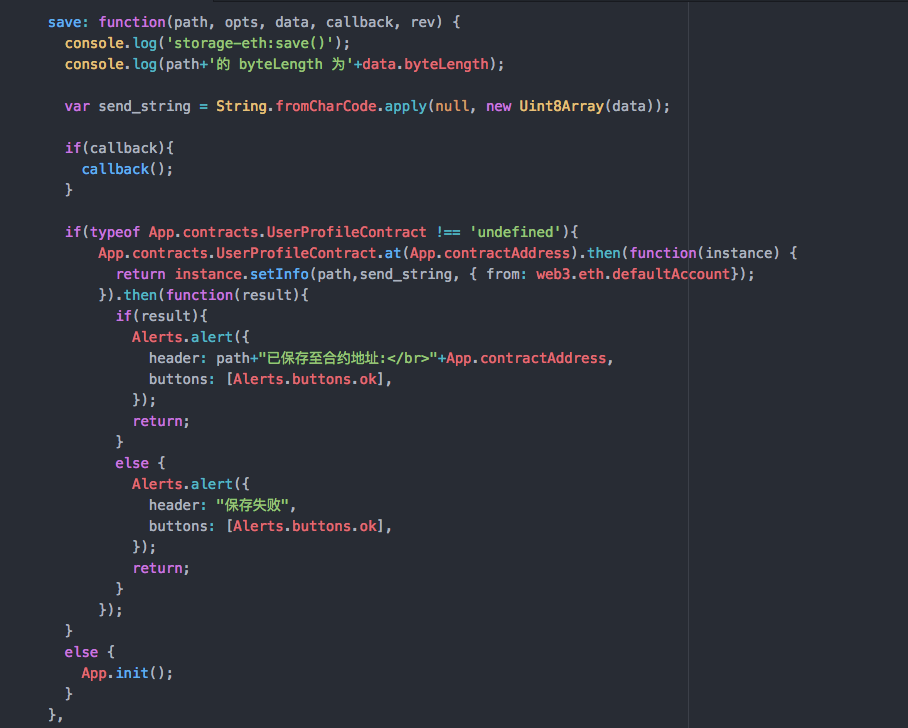 save: function(path, opts, data, callback, rev) {
console.log('storage-eth:save()');
console.log(path+'的 byteLength 为'+data.byteLength);
var send_string = String.fromCharCode.apply(null, new Uint8Array(data));
if(callback){
callback();
}
if(typeof App.contracts.UserProfileContract !== 'undefined'){
App.contracts.UserProfileContract.at(App.contractAddress).then(function(instance) {
return instance.setInfo(path,send_string, { from: web3.eth.defaultAccount});
}).then(function(result){
if(result){
Alerts.alert({
header: path+"已保存至合约地址:</br>"+App.contractAddress,
buttons: [Alerts.buttons.ok],
});
return;
}
else {
Alerts.alert({
header: "保存失败",
buttons: [Alerts.buttons.ok],
});
return;
}
});
}
else {
App.init();
}
},